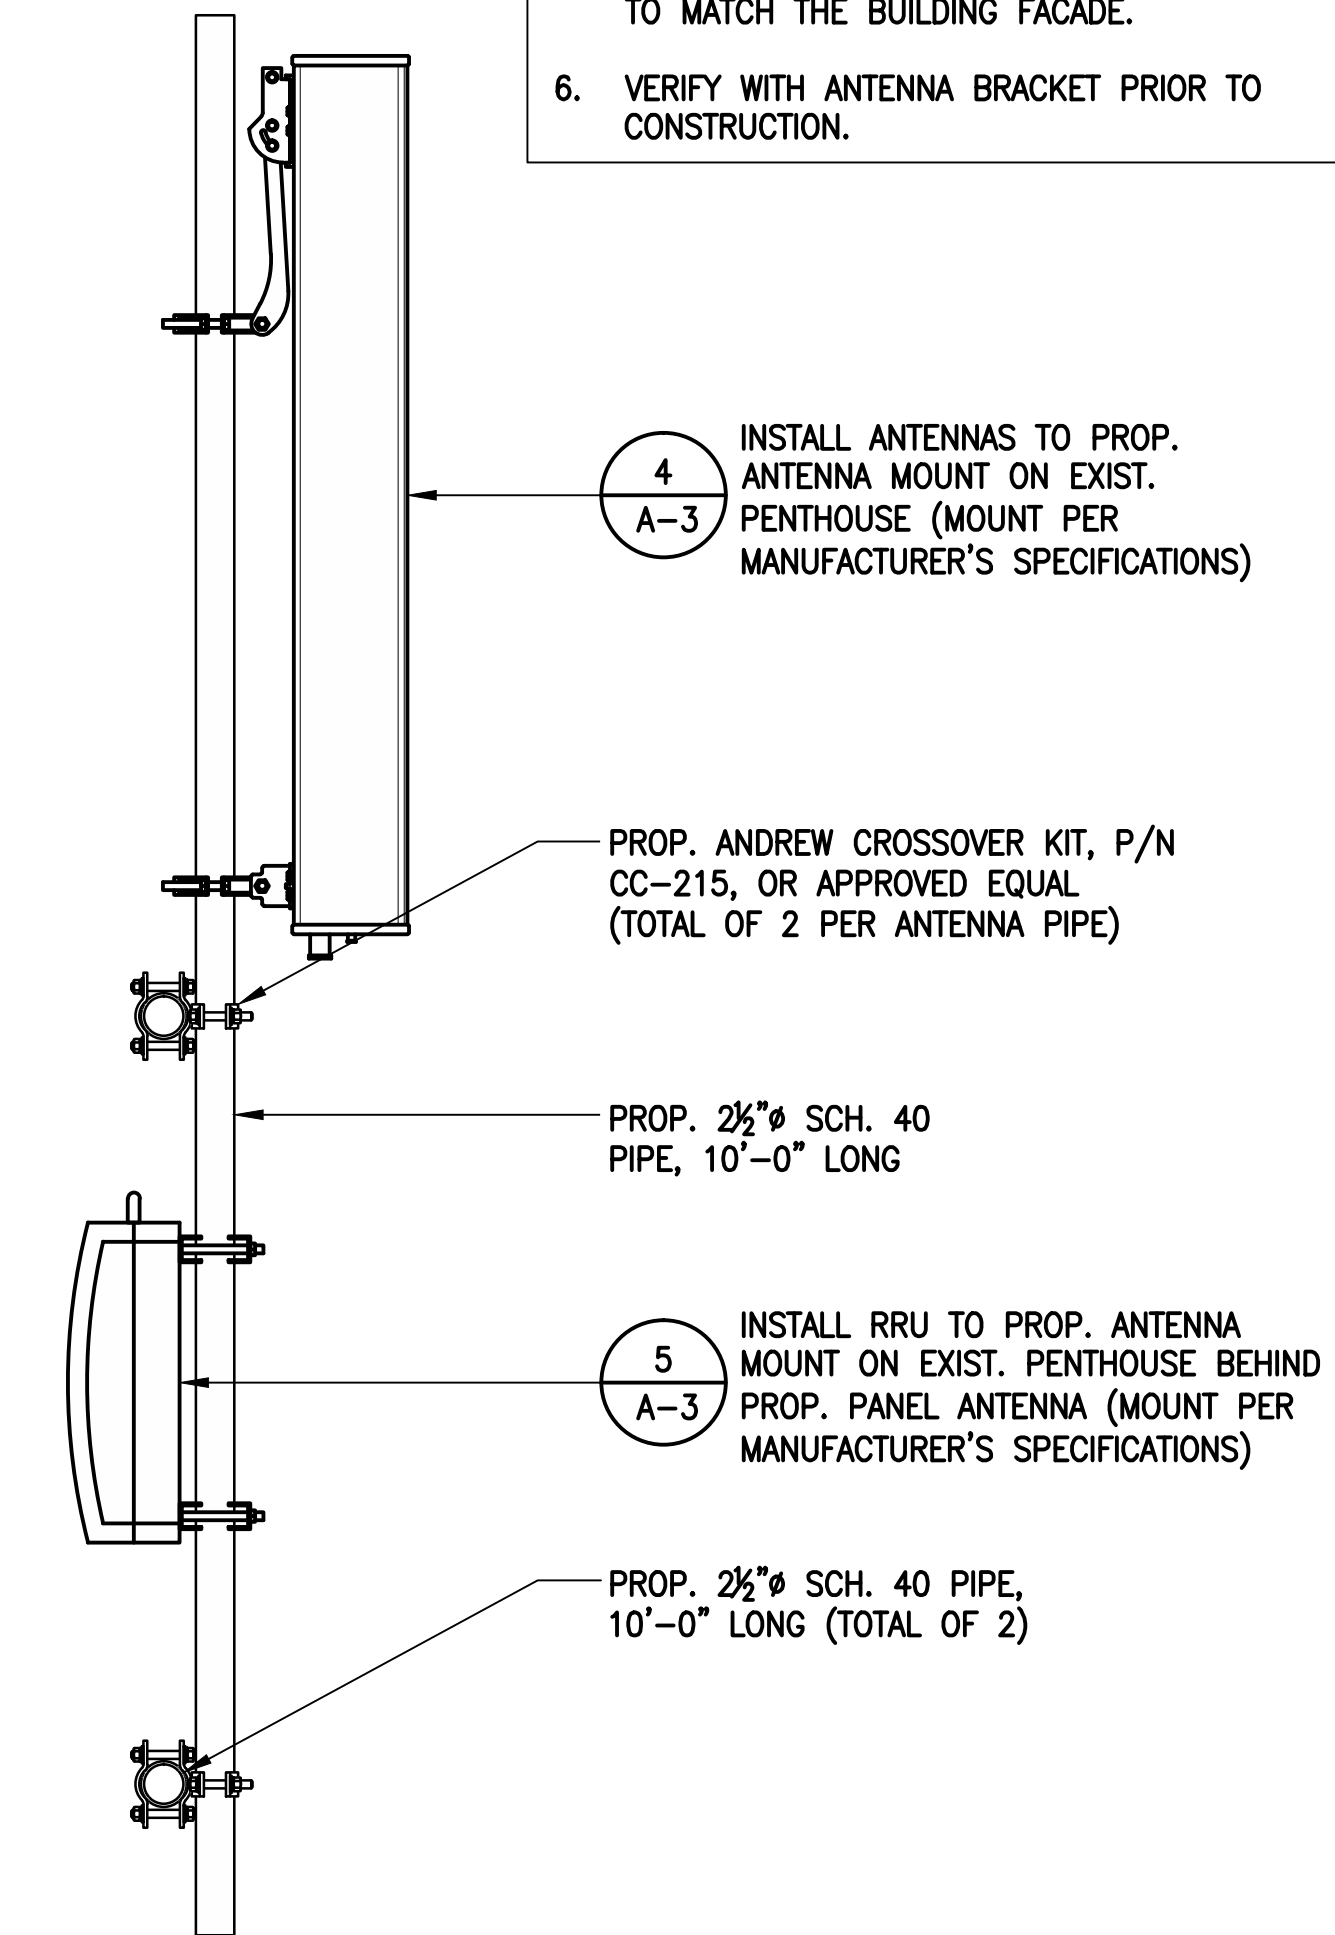 TO MATCH THE BUILDING FACADE.
6. VERIFY WITH ANTENNA BRACKET PRIOR TO
CONSTRUCTION.
4
A-3
INSTALL ANTENNAS TO PROP.
ANTENNA MOUNT ON EXIST.
PENTHOUSE (MOUNT PER
MANUFACTURER'S SPECIFICATIONS)
PROP. ANDREW CROSSOVER KIT, P/N
CC-215, OR APPROVED EQUAL
(TOTAL OF 2 PER ANTENNA PIPE)
PROP. 2½"ø SCH. 40
PIPE, 10'-0" LONG
5
A-3
INSTALL RRU TO PROP. ANTENNA
MOUNT ON EXIST. PENTHOUSE BEHIND
PROP. PANEL ANTENNA (MOUNT PER
MANUFACTURER'S SPECIFICATIONS)
PROP. 2½"ø SCH. 40 PIPE,
10'-0" LONG (TOTAL OF 2)